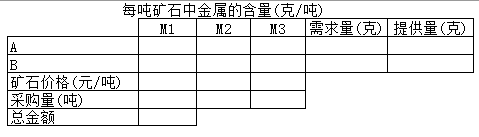 每吨矿石中金属的含量(克/吨)
M1 M2 M3 需求量(克) 提供量(克)
A
B
矿石价格(元/吨)
采购量(吨)
总金额